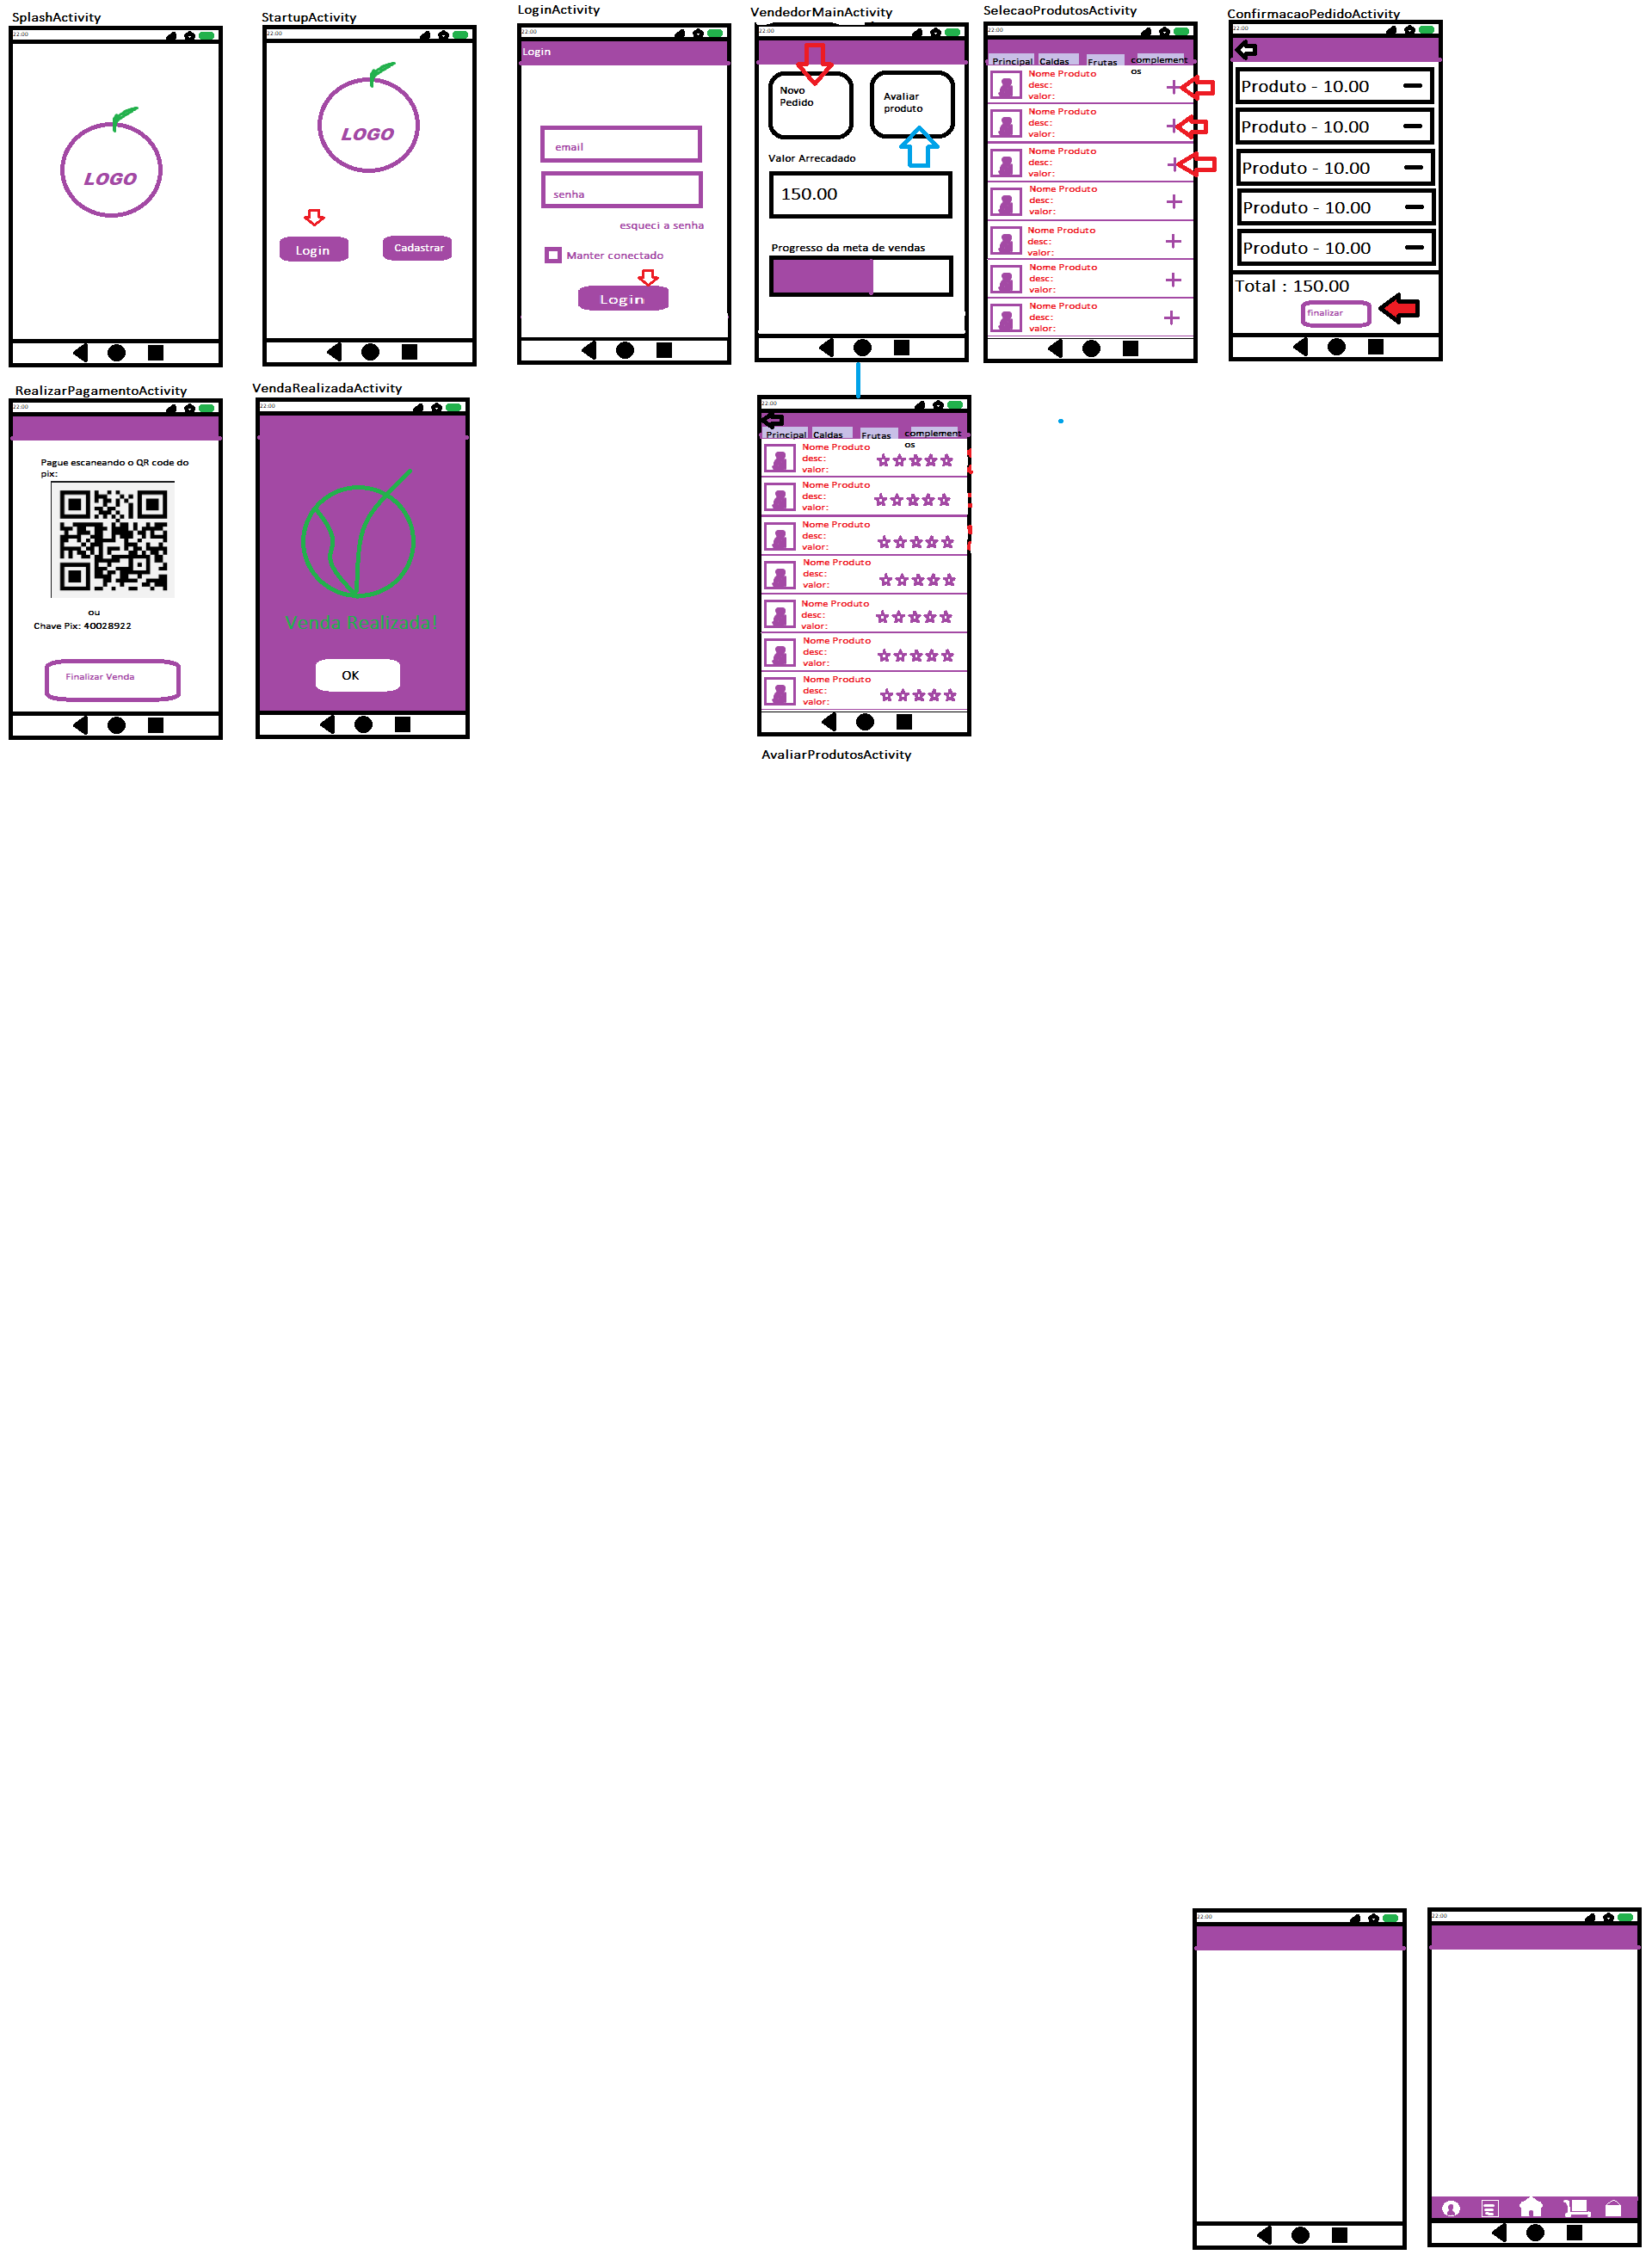 SplashActivity
22:00
LOGO
StartupActivity
22:00
LOGO
Login
Cadastrar
LoginActivity
22:00
Login
email
senha
esqueci a senha
Manter conectado
Login
VendedorMainActivity
22:00
Novo
Pedido
Avaliar
produto
Valor Arrecadado
150.00
Progresso da meta de vendas
SelecaoProdutosActivity
22:00
Principal Caldas Frutas complement
os
Nome Produto
desc:
valor:
Nome Produto
desc:
valor:
Nome Produto
desc:
valor:
Nome Produto
desc:
valor:
Nome Produto
desc:
valor:
Nome Produto
desc:
valor:
Nome Produto
desc:
valor:
ConfirmacaoPedidoActivity
22:00
Produto - 10.00
Produto - 10.00
Produto - 10.00
Produto - 10.00
Produto - 10.00
Total : 150.00
finalizar
RealizarPagamentoActivity
22:00
Pague escaneando o QR code do
pix:
ou
Chave Pix: 40028922
Finalizar Venda
VendaRealizadaActivity
22:00
Venda Realizada!
OK
22:00
Principal Caldas Frutas complement
os
Nome Produto
desc:
valor:
Nome Produto
desc:
valor:
Nome Produto
desc:
valor:
Nome Produto
desc:
valor:
Nome Produto
desc:
valor:
Nome Produto
desc:
valor:
Nome Produto
desc:
valor:
AvaliarProdutosActivity
22:00
22:00